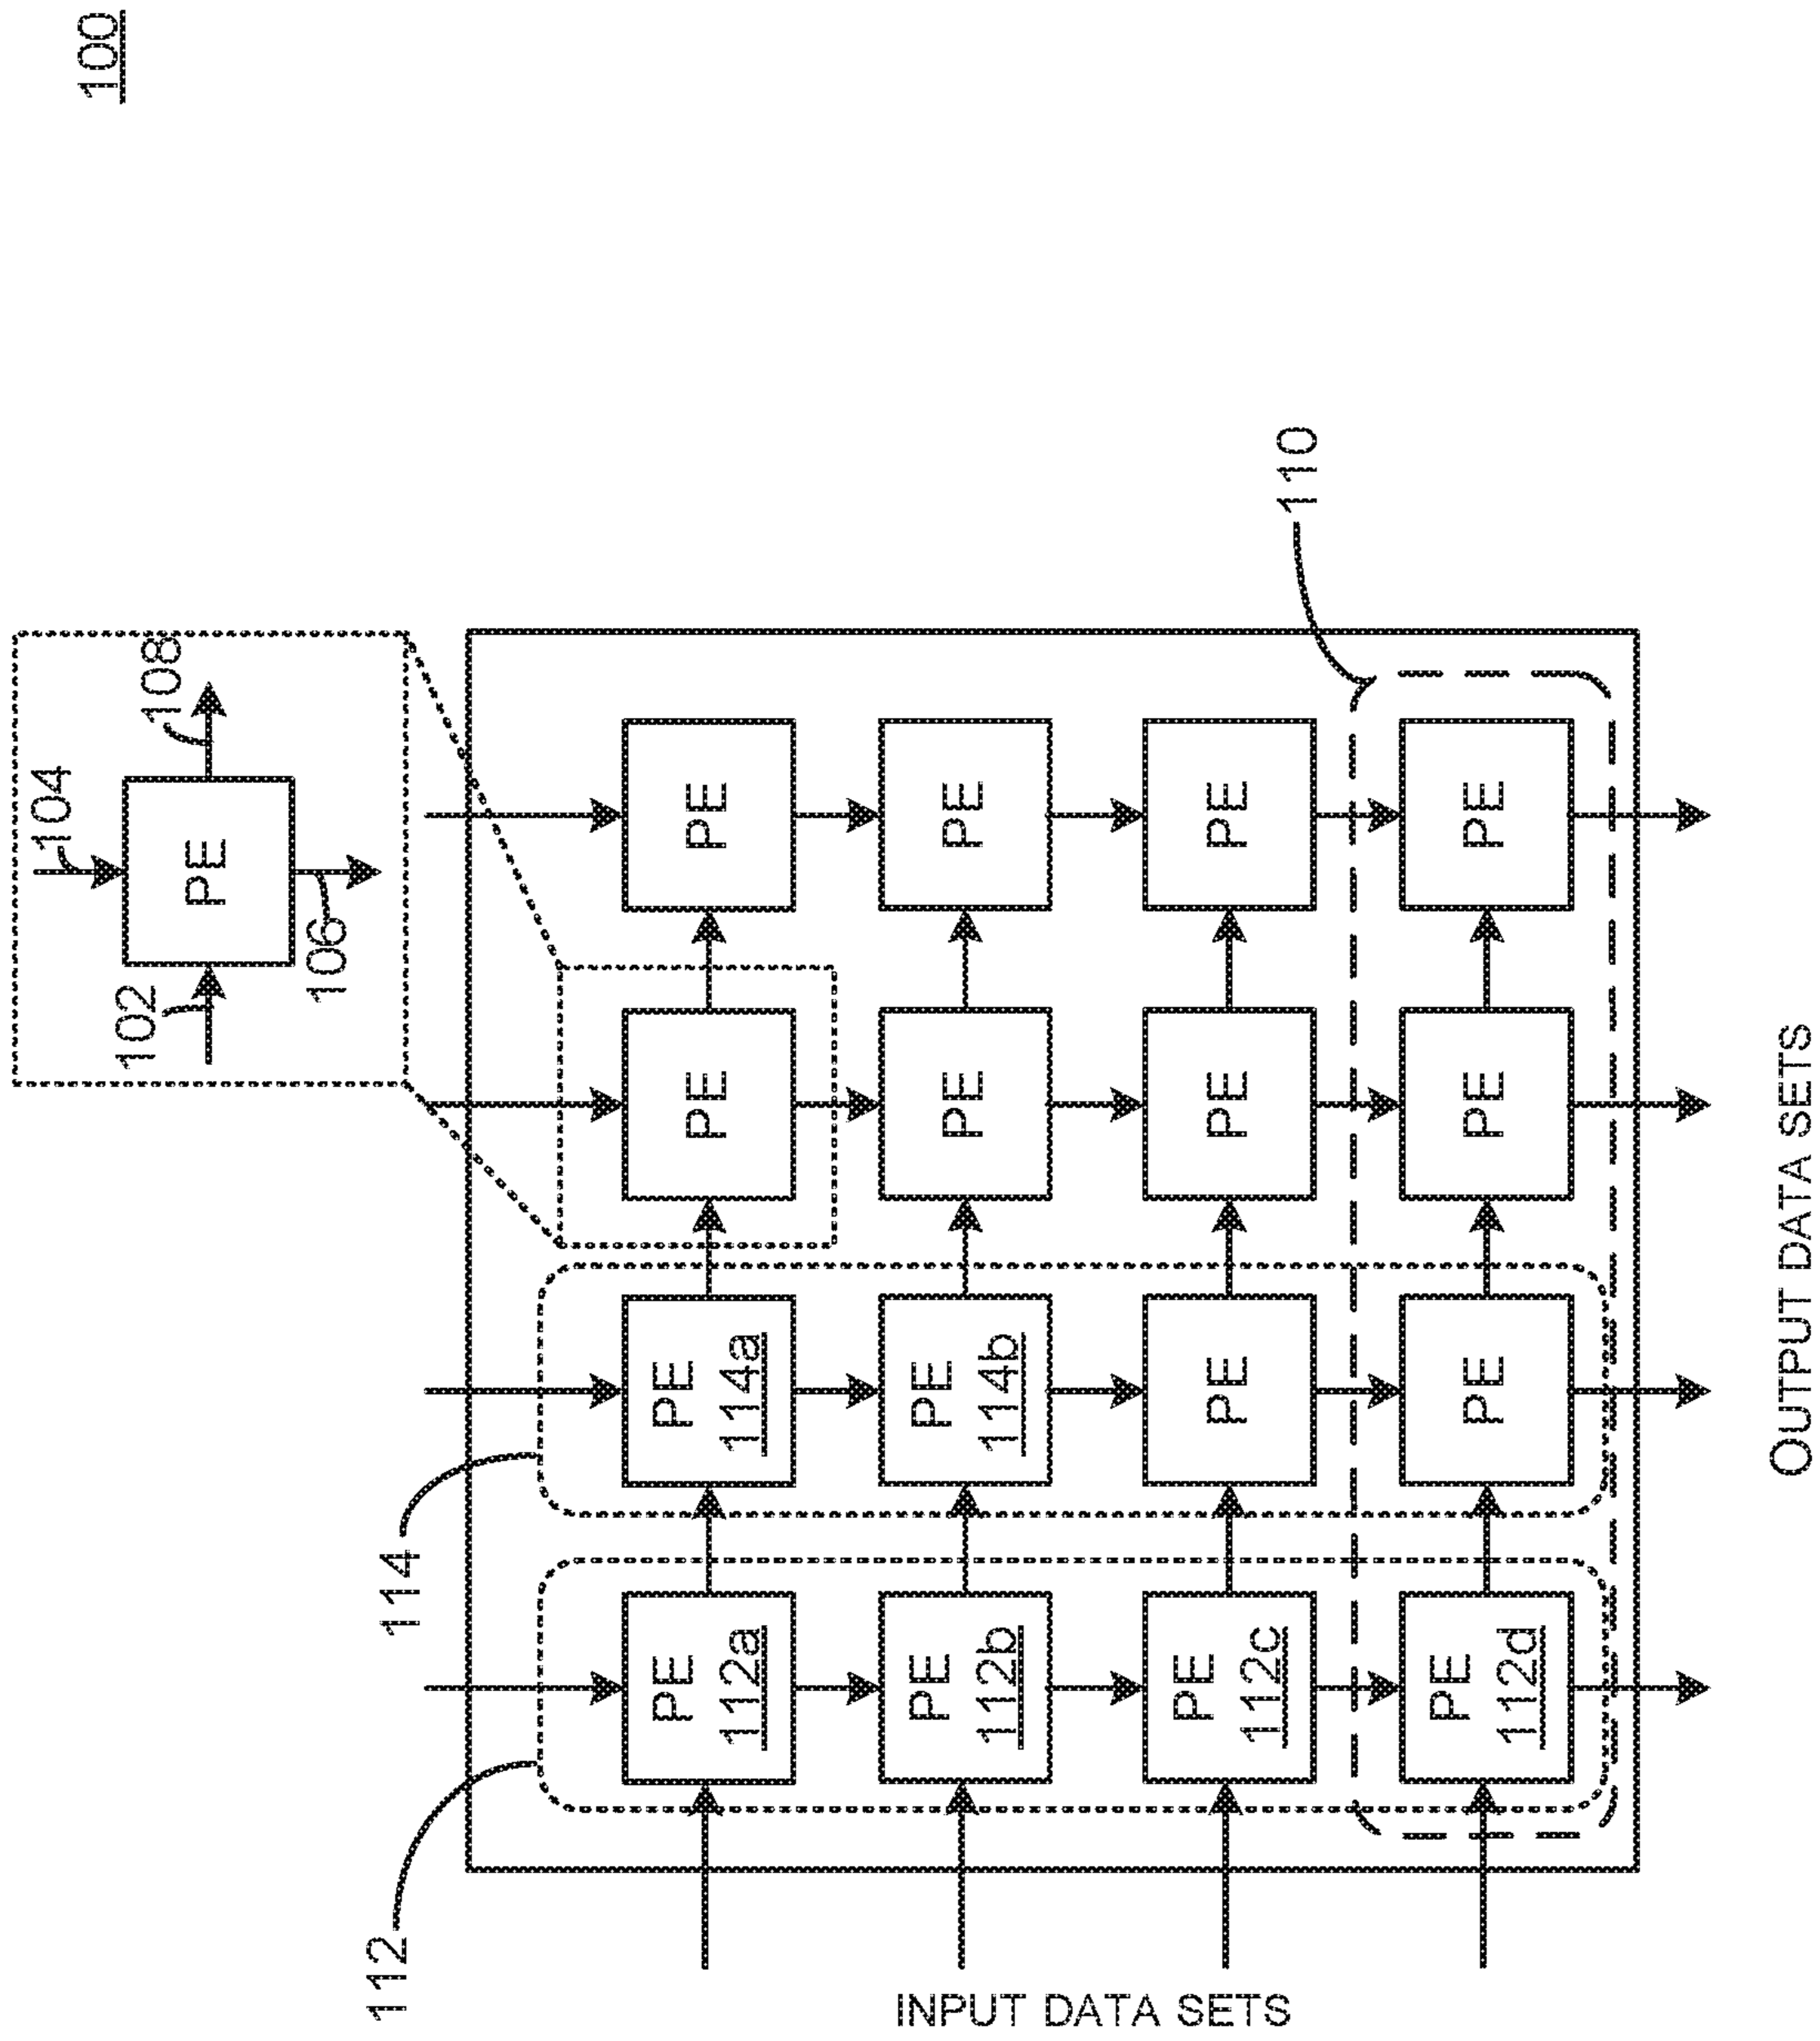 100
104
108
102
PE
106
112
114
PE
112a
PE
114a
PE
PE
PE
112b
PE
114b
PE
PE
INPUT DATA SETS
PE
112c
PE
PE
PE
110
PE
112d
PE
PE
PE
OUTPUT DATA SETS